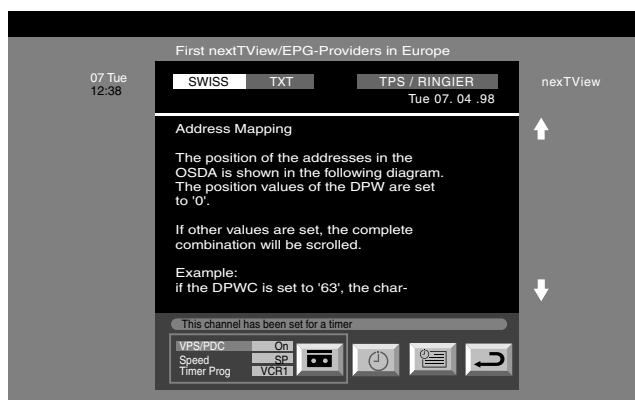 First nextTView/EPG-Providers in Europe
07 Tue
12:38
SWISS TXT TPS / RINGIER nexTView
Tue 07. 04 .98
Address Mapping
The position of the addresses in the
OSDA is shown in the following diagram.
The position values of the DPW are set
to '0'.
If other values are set, the complete
combination will be scrolled.
Example:
if the DPWC is set to '63', the char-
This channel has been set for a timer
VPS/PDC On
Speed SP
Timer Prog VCR1